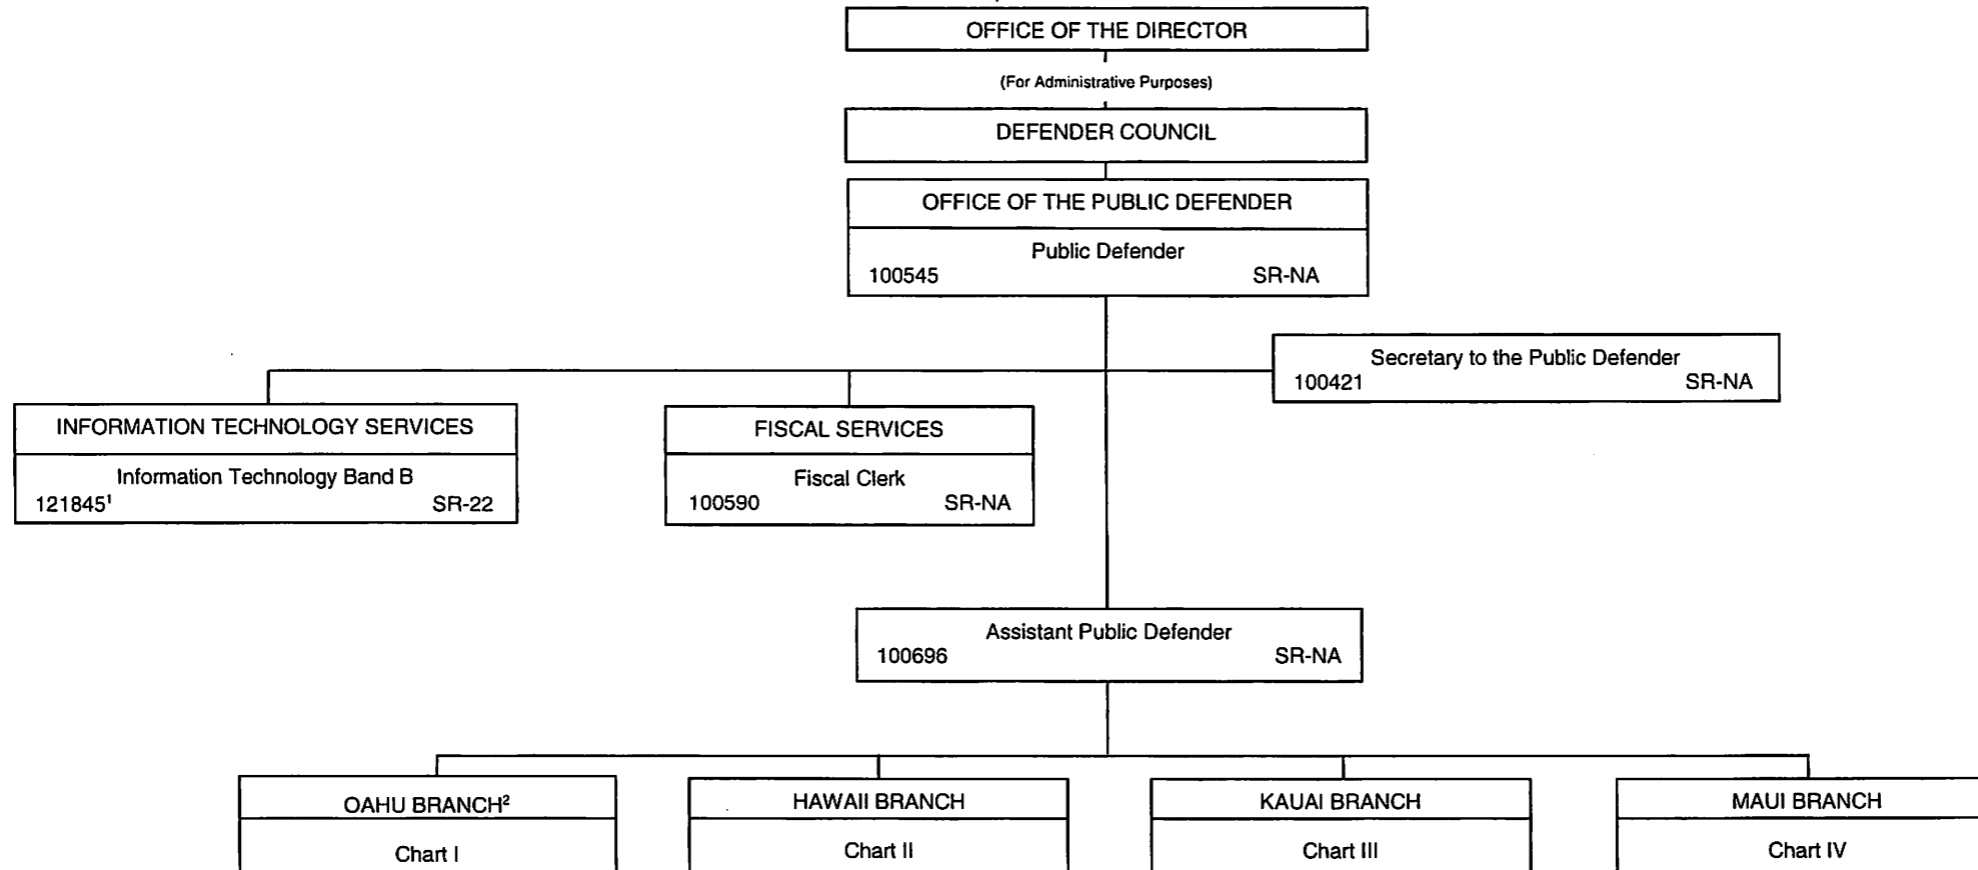 OFFICE OF THE DIRECTOR
(For Administrative Purposes)
DEFENDER COUNCIL
OFFICE OF THE PUBLIC DEFENDER
Public Defender
100545 SR-NA
Secretary to the Public Defender
100421 SR-NA
INFORMATION TECHNOLOGY SERVICES
Information Technology Band B
121845¹ SR-22
FISCAL SERVICES
Fiscal Clerk
100590 SR-NA
Assistant Public Defender
100696 SR-NA
OAHU BRANCH²
Chart I
HAWAII BRANCH
Chart II
KAUAI BRANCH
Chart III
MAUI BRANCH
Chart IV